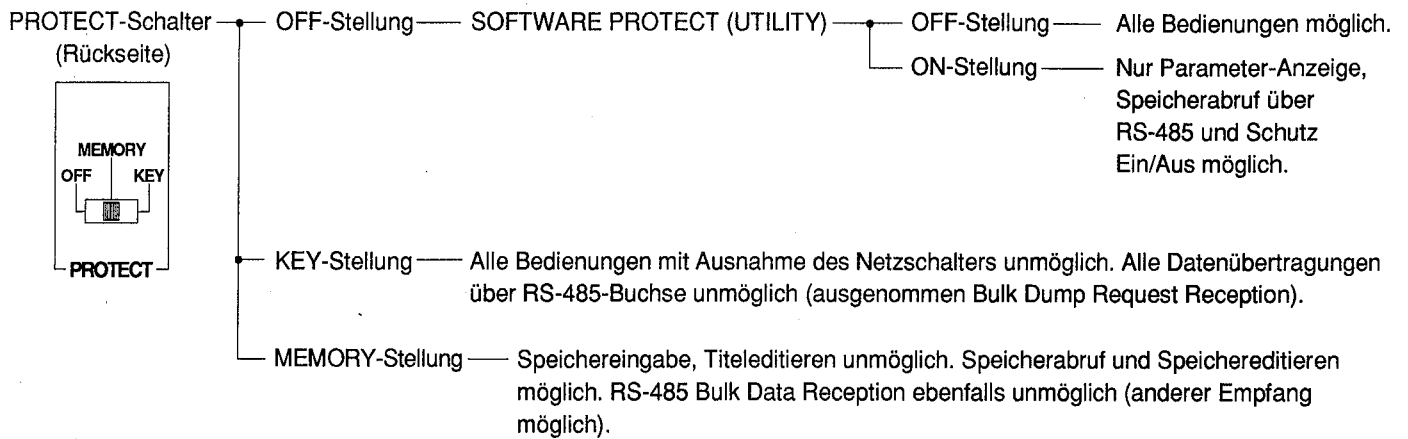 PROTECT-Schalter OFF-Stellung SOFTWARE PROTECT (UTILITY) OFF-Stellung Alle Bedienungen möglich.
(Rückseite)
ON-Stellung Nur Parameter-Anzeige,
Speicherabruf über
RS-485 und Schutz
Ein/Aus möglich.
MEMORY
OFF KEY
PROTECT
KEY-Stellung Alle Bedienungen mit Ausnahme des Netzschalters unmöglich. Alle Datenübertragungen
über RS-485-Buchse unmöglich (ausgenommen Bulk Dump Request Reception).
MEMORY-Stellung Speichereingabe, Titeleditieren unmöglich. Speicherabruf und Speichereditieren
möglich. RS-485 Bulk Data Reception ebenfalls unmöglich (anderer Empfang
möglich).